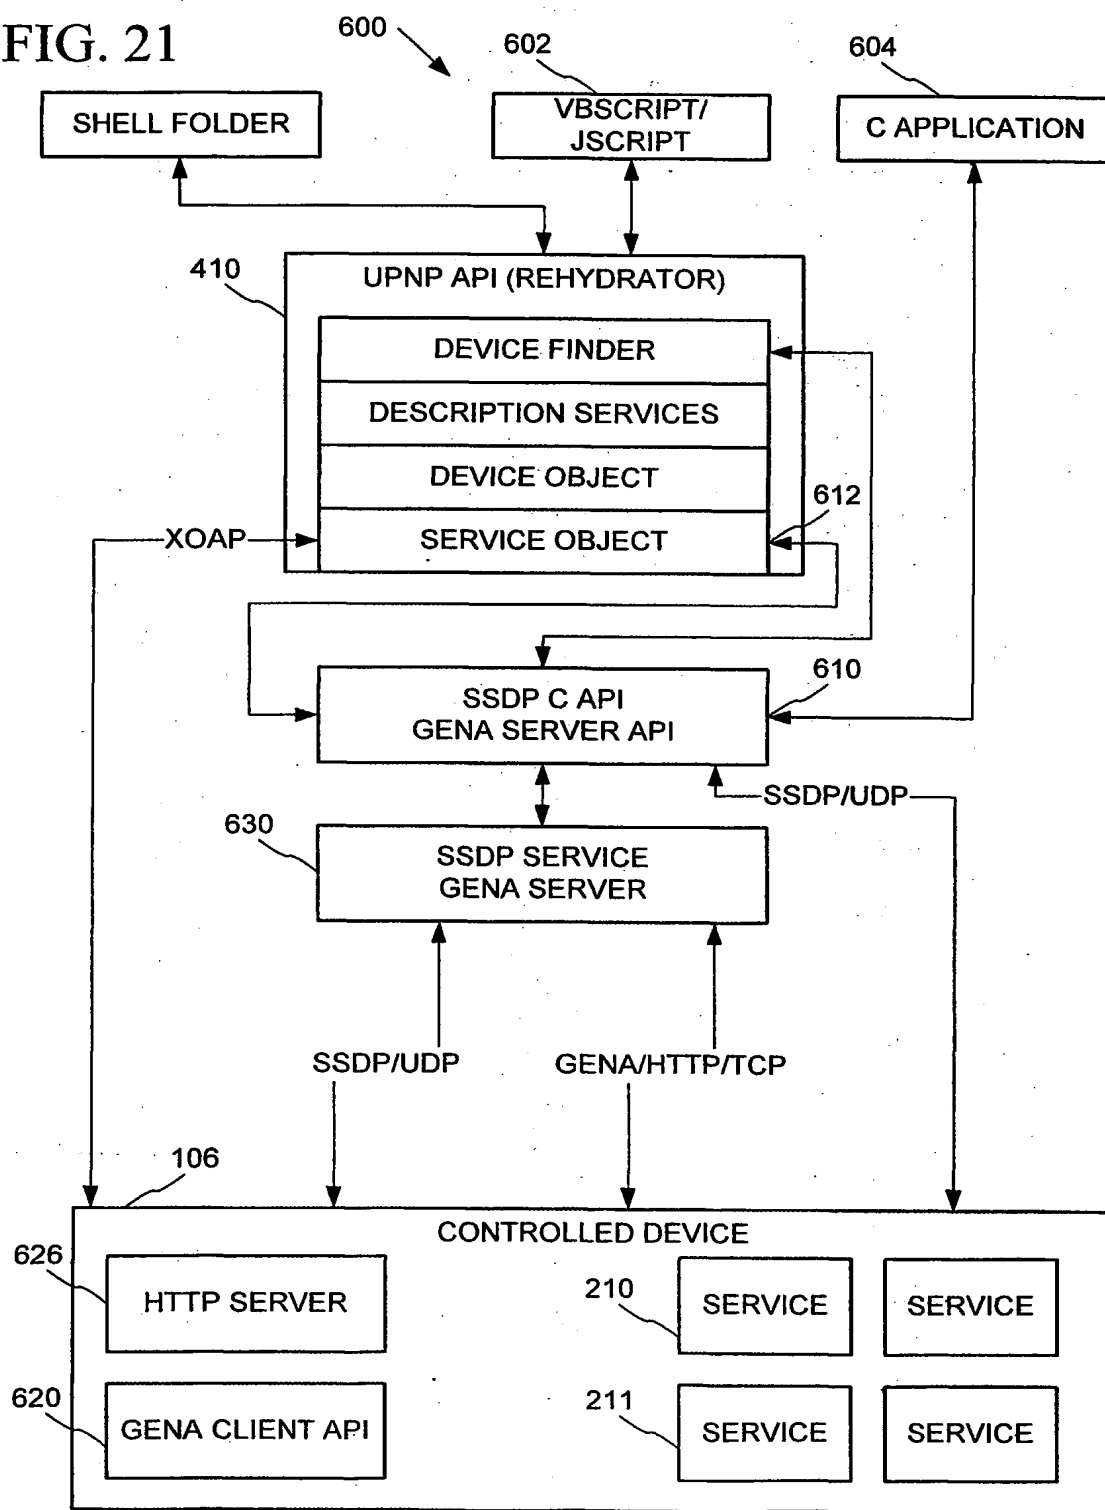 FIG. 21
600
602
604
SHELL FOLDER
VBSCRIPT/
JSCRIPT
C APPLICATION
410
UPNP API (REHYDRATOR)
DEVICE FINDER
DESCRIPTION SERVICES
DEVICE OBJECT
612
XOAP
SERVICE OBJECT
610
SSDP C API
GENA SERVER API
SSDP/UDP
630
SSDP SERVICE
GENA SERVER
SSDP/UDP
GENA/HTTP/TCP
106
CONTROLLED DEVICE
626
HTTP SERVER
210
SERVICE
SERVICE
620
GENA CLIENT API
211
SERVICE
SERVICE